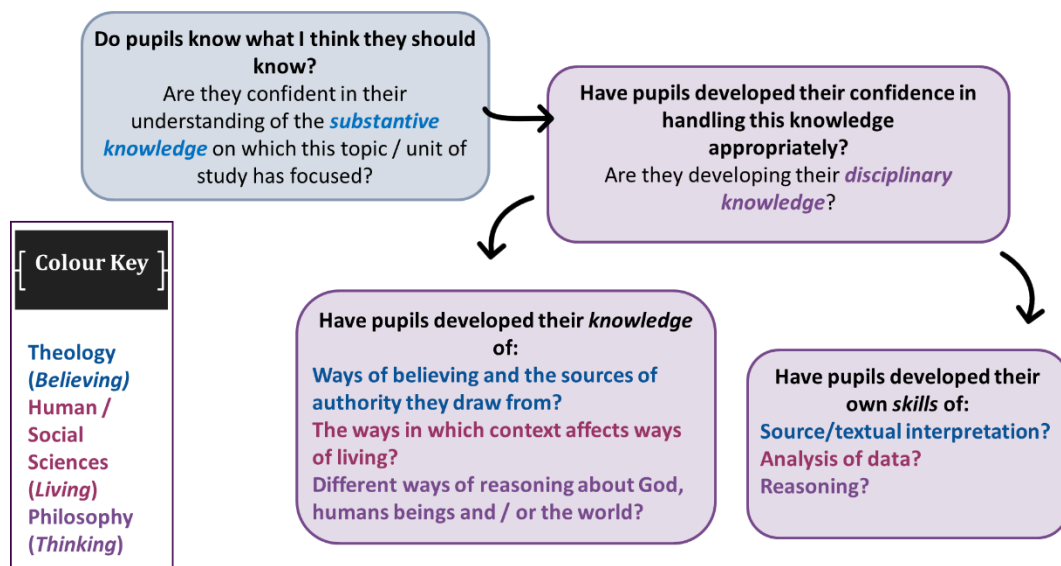 Do pupils know what I think they should
know?
Are they confident in their
understanding of the substantive
knowledge on which this topic / unit of
study has focused?
Have pupils developed their confidence in
handling this knowledge
appropriately?
Are they developing their disciplinary
knowledge?
Colour Key
Theology
(Believing)
Human /
Social
Sciences
(Living)
Philosophy
(Thinking)
Have pupils developed their knowledge
of:
Ways of believing and the sources of
authority they draw from?
The ways in which context affects ways
of living?
Different ways of reasoning about God,
humans beings and / or the world?
Have pupils developed their
own skills of:
Source/textual interpretation?
Analysis of data?
Reasoning?